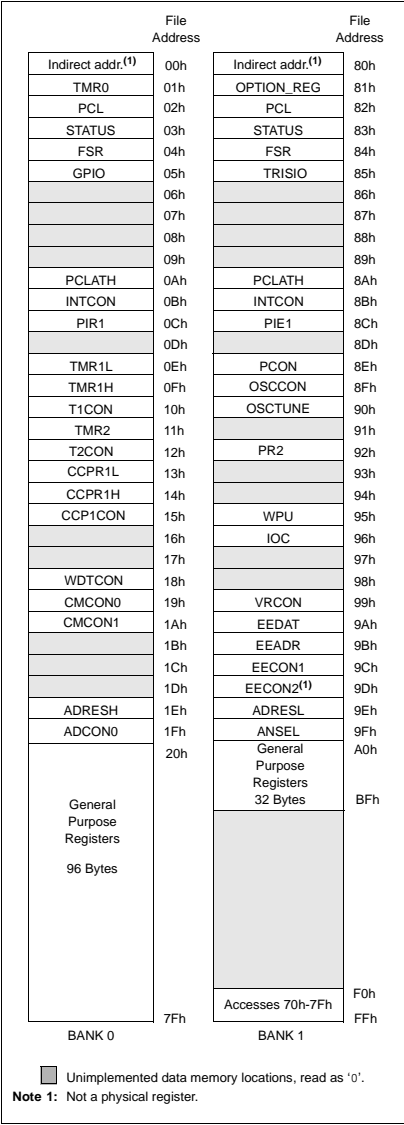 File Address File Address
Indirect addr.(1) 00h Indirect addr.(1) 80h
TMR0 01h OPTION_REG 81h
PCL 02h PCL 82h
STATUS 03h STATUS 83h
FSR 04h FSR 84h
GPIO 05h TRISIO 85h
06h 86h
07h 87h
08h 88h
09h 89h
PCLATH 0Ah PCLATH 8Ah
INTCON 0Bh INTCON 8Bh
PIR1 0Ch PIE1 8Ch
0Dh 8Dh
TMR1L 0Eh PCON 8Eh
TMR1H 0Fh OSCCON 8Fh
T1CON 10h OSCTUNE 90h
TMR2 11h 91h
T2CON 12h PR2 92h
CCPR1L 13h 93h
CCPR1H 14h 94h
CCP1CON 15h WPU 95h
16h IOC 96h
17h 97h
WDTCON 18h 98h
CMCON0 19h VRCON 99h
CMCON1 1Ah EEDAT 9Ah
1Bh EEADR 9Bh
1Ch EECON1 9Ch
1Dh EECON2(1) 9Dh
ADRESH 1Eh ADRESL 9Eh
ADCON0 1Fh ANSEL 9Fh
20h General A0h
Purpose
Registers
General 32 Bytes BFh
Purpose
Registers
96 Bytes
F0h
Accesses 70h-7Fh
7Fh FFh
BANK 0 BANK 1
Unimplemented data memory locations, read as ‘0’.
Note 1: Not a physical register.